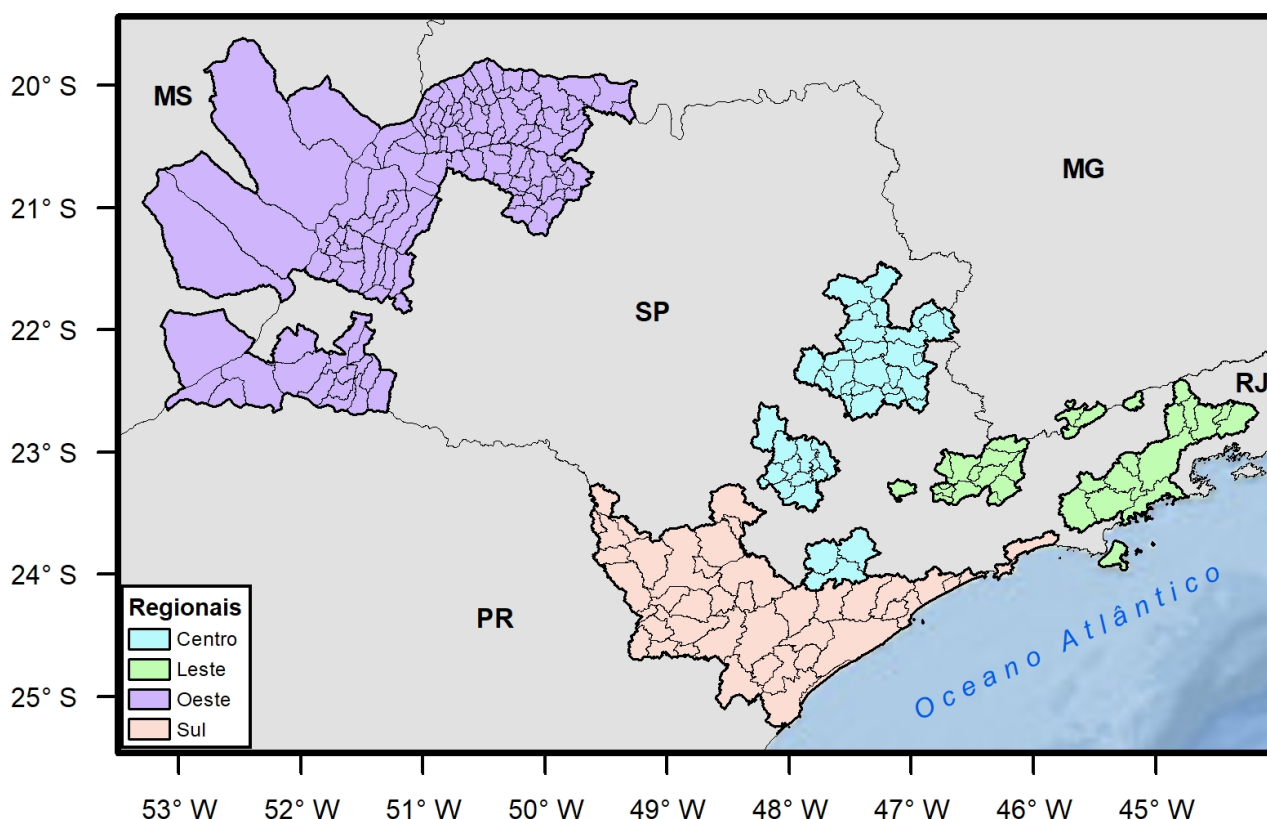 20° S
21° S
22° S
23° S
24° S
25° S
MS
MG
SP
RJ
PR
Oceano Atlântico
Regionais
Centro
Leste
Oeste
Sul
53° W
52° W
51° W
50° W
49° W
48° W
47° W
46° W
45° W